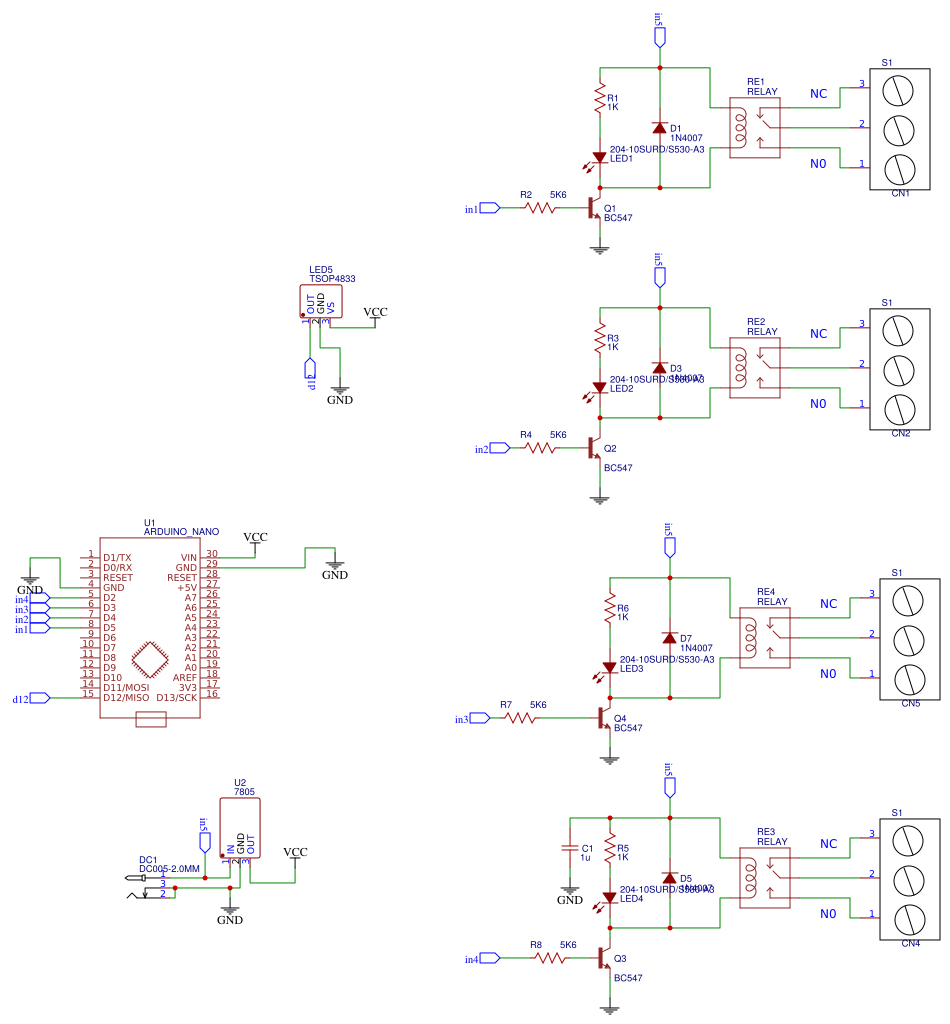 in5
RE1
RELAY
S1
R1
1K
D1
1N4007
204-10SURD/S530-A3
LED1
NC
N0
3
2
1
CN1
in1
R2 5K6
Q1
BC547
LED5
TSOP4833
OUT
GND
VS
1
2
3
VCC
d12
GND
in5
RE2
RELAY
S1
R3
1K
D3
1N4007
204-10SURD/S530-A3
LED2
NC
N0
3
2
1
CN2
in2
R4 5K6
Q2
BC547
U1
ARDUINO_NANO
VCC
GND
GND
1 D1/TX VIN 30
2 D0/RX GND 29
3 RESET RESET 28
4 GND +5V 27
in4 5 D2 A7 26
in3 6 D3 A6 25
in2 7 D4 A5 24
in1 8 D5 A4 23
9 D6 A3 22
10 D7 A2 21
11 D8 A1 20
12 D9 A0 19
13 D10 AREF 18
14 D11/MOSI 3V3 17
d12 15 D12/MISO D13/SCK 16
in5
RE4
RELAY
S1
R6
1K
D7
1N4007
204-10SURD/S530-A3
LED3
NC
N0
3
2
1
CN5
in3
R7 5K6
Q4
BC547
U2
7805
IN
GND
OUT
1
2
3
in5
VCC
DC1
DC005-2.0MM
1
3
2
GND
in5
RE3
RELAY
S1
C1
1u
GND
R5
1K
D5
1N4007
204-10SURD/S530-A3
LED4
NC
N0
3
2
1
CN4
in4
R8 5K6
Q3
BC547